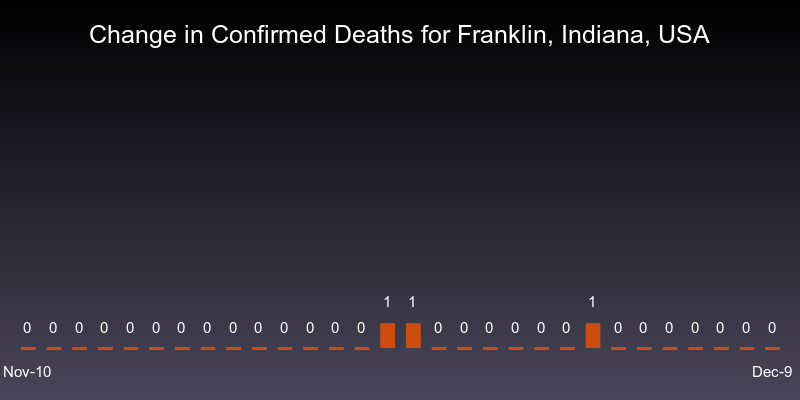 Change in Confirmed Deaths for Franklin, Indiana, USA
1 1 1
0 0 0 0 0 0 0 0 0 0 0 0 0 0 0 0 0 0 0 0 0 0 0 0 0 0 0
Nov-10 Dec-9